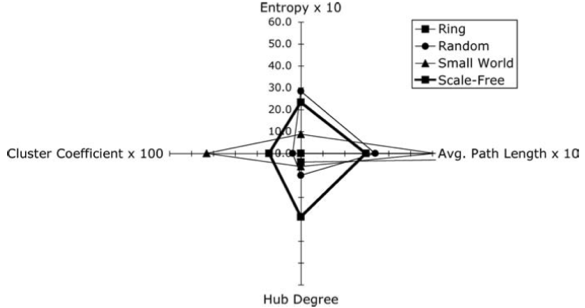 Entropy x 10
60.0
50.0
40.0
30.0
20.0
10.0
0.0
Ring
Random
Small World
Scale-Free
Cluster Coefficient x 100
Avg. Path Length x 10
Hub Degree